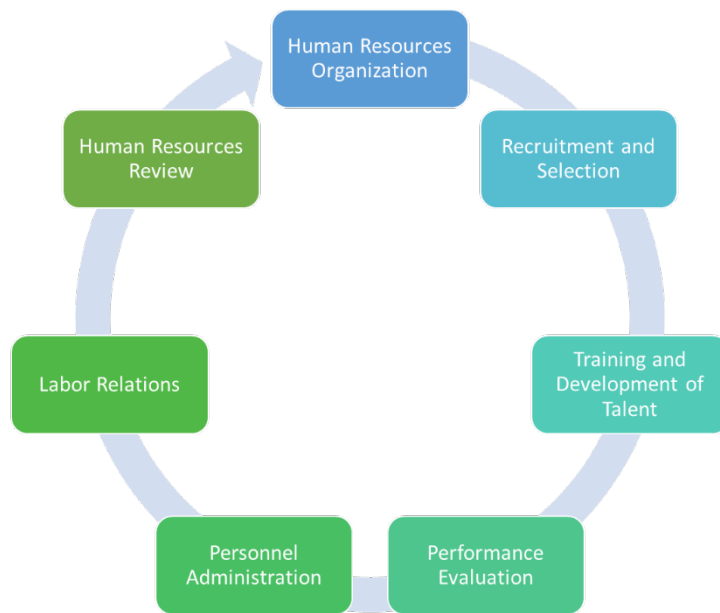 Human Resources
Organization
Recruitment and
Selection
Training and
Development of
Talent
Performance
Evaluation
Personnel
Administration
Labor Relations
Human Resources
Review